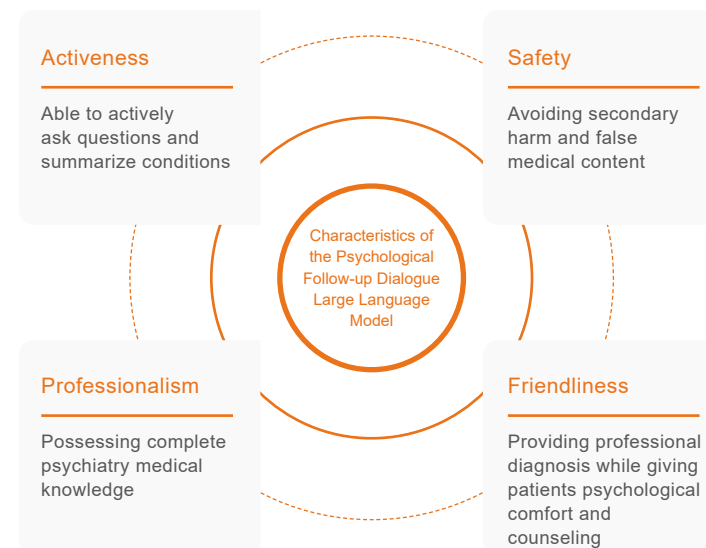 Activeness
Able to actively
ask questions and
summarize conditions
Safety
Avoiding secondary
harm and false
medical content
Characteristics of
the Psychological
Follow-up Dialogue
Large Language
Model
Professionalism
Possessing complete
psychiatry medical
knowledge
Friendliness
Providing professional
diagnosis while giving
patients psychological
comfort and
counseling